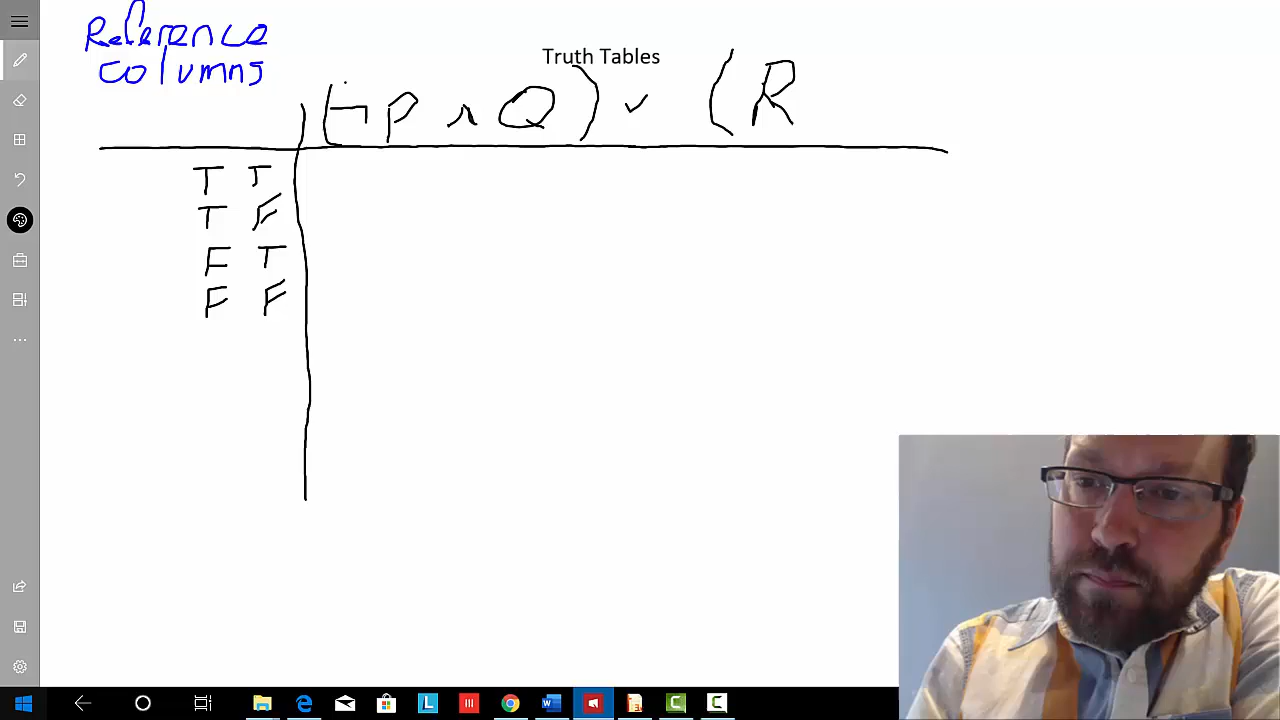 Reference
columns
Truth Tables
(¬P ∧ Q) ∨ (R
T T
T F
F T
F F